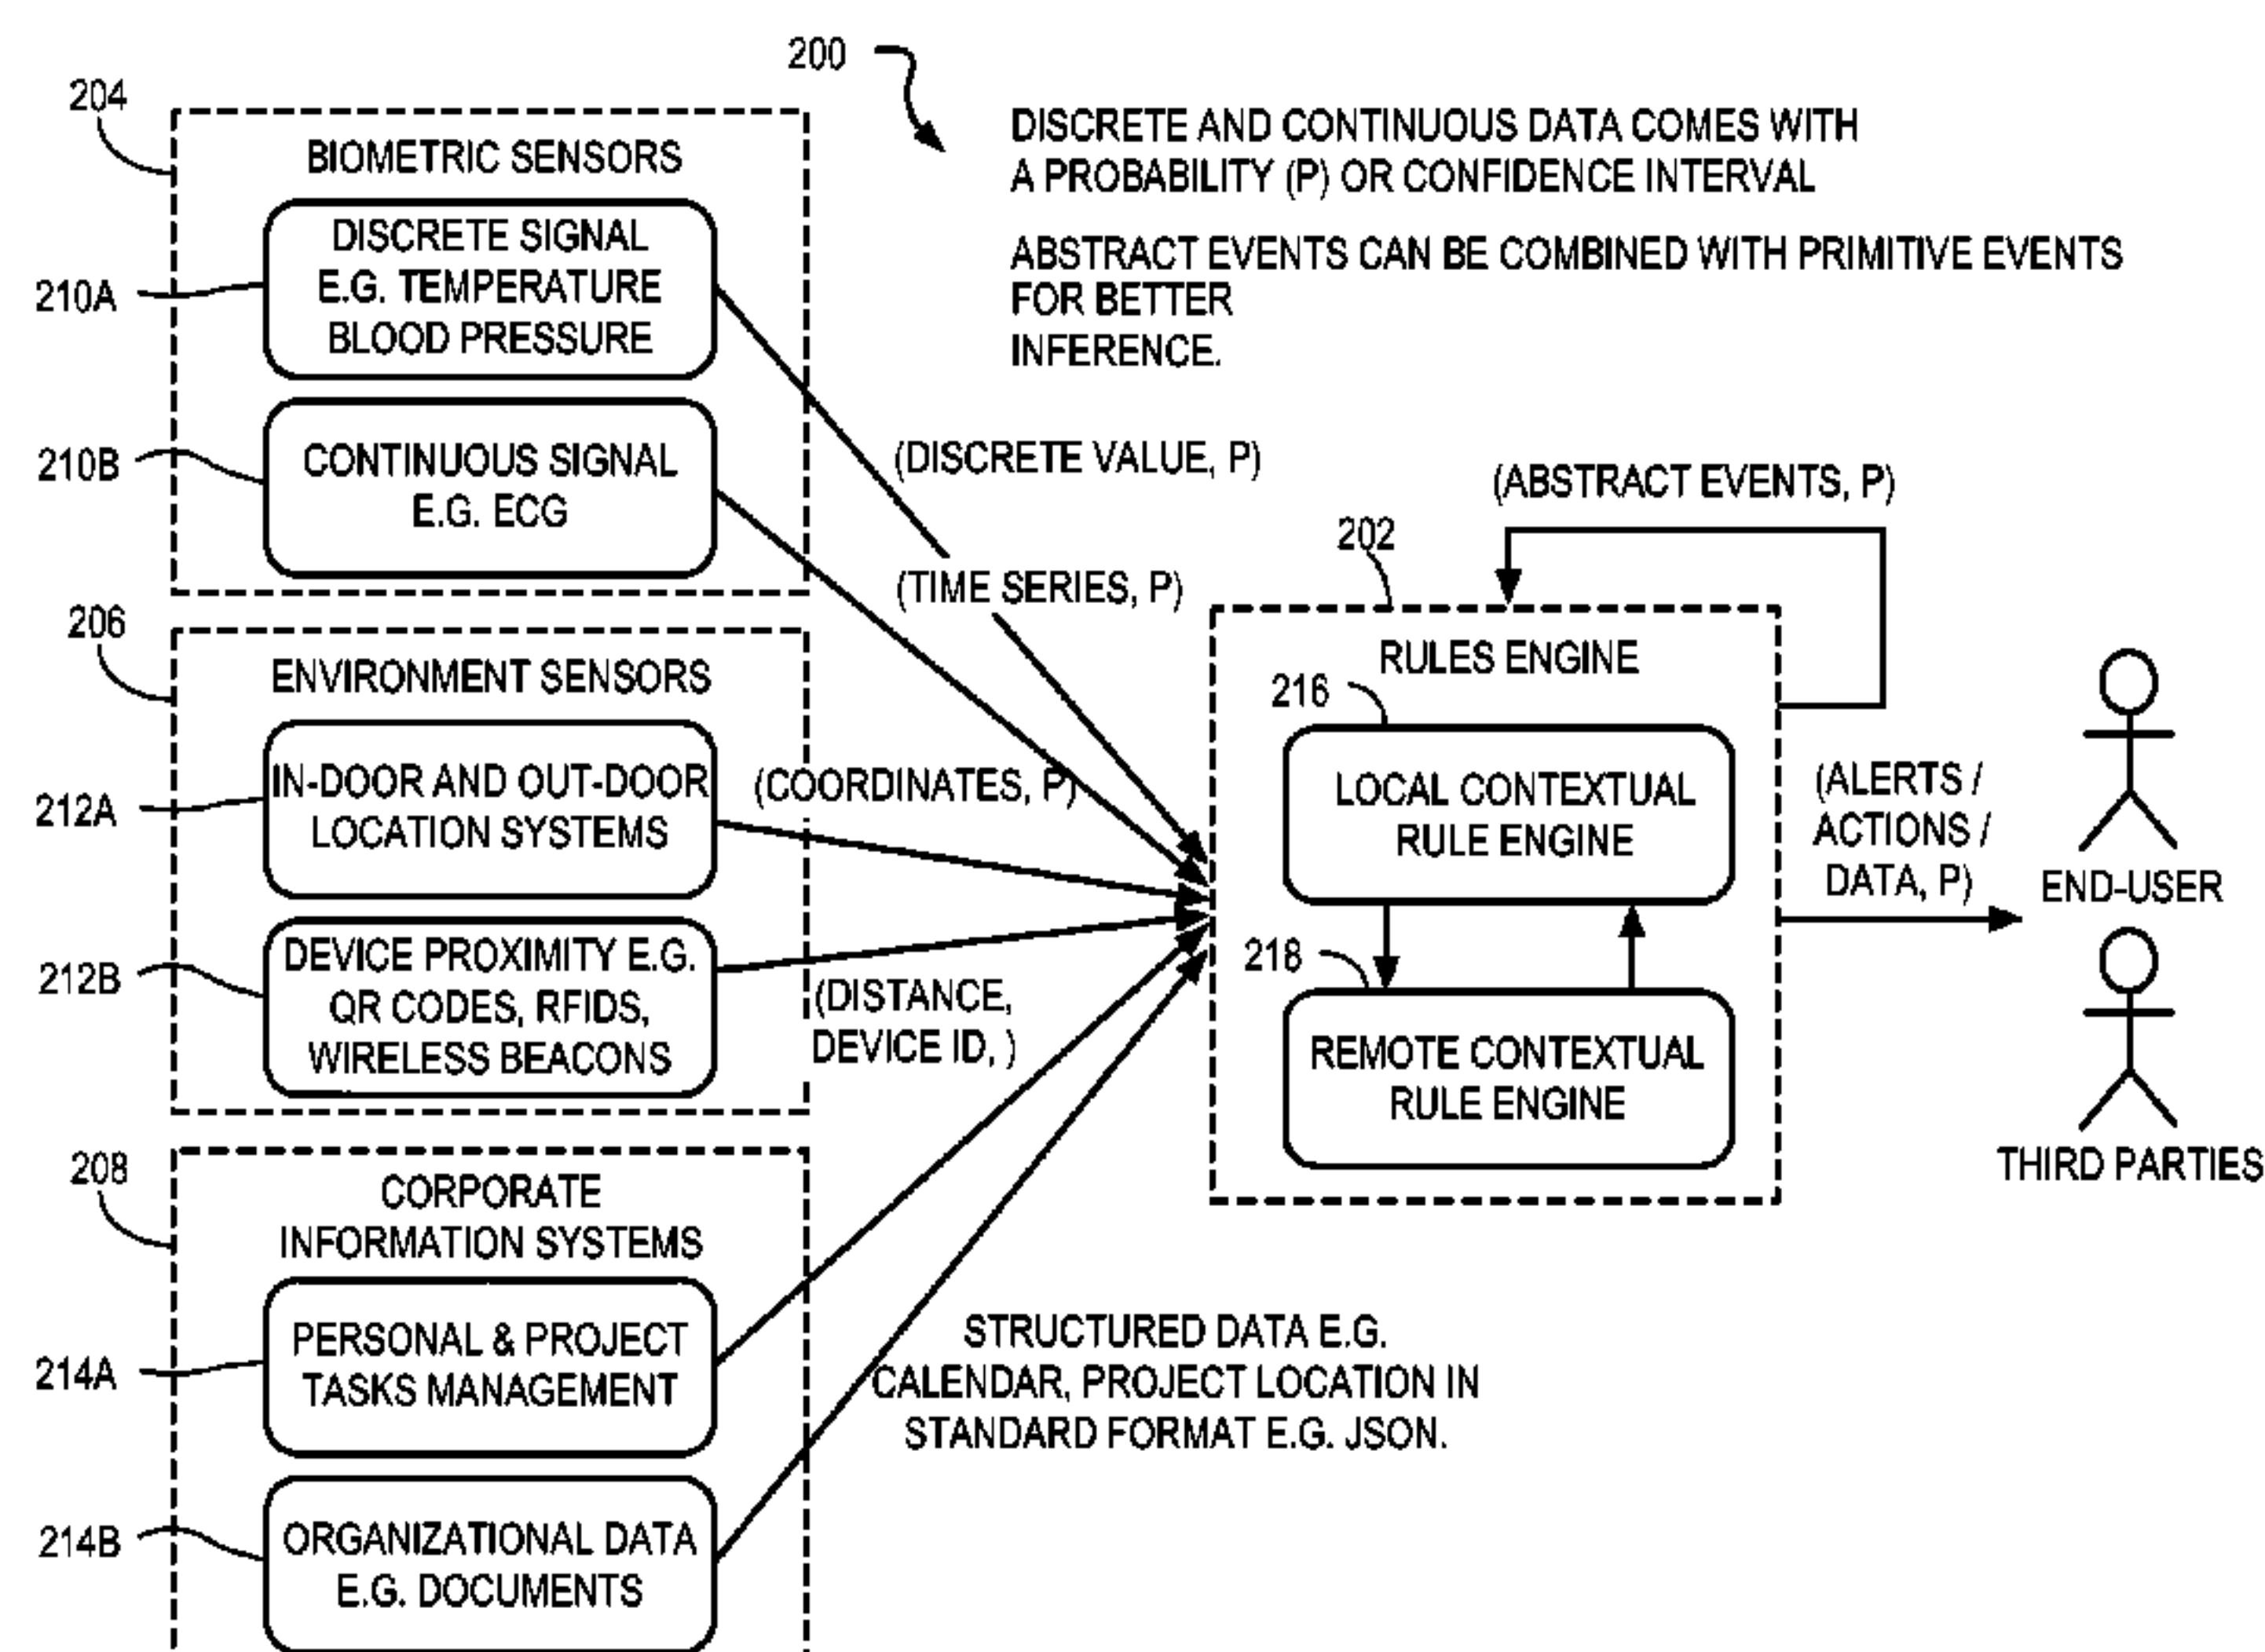 200
DISCRETE AND CONTINUOUS DATA COMES WITH
A PROBABILITY (P) OR CONFIDENCE INTERVAL
ABSTRACT EVENTS CAN BE COMBINED WITH PRIMITIVE EVENTS
FOR BETTER
INFERENCE.
204
BIOMETRIC SENSORS
210A
DISCRETE SIGNAL
E.G. TEMPERATURE
BLOOD PRESSURE
210B
CONTINUOUS SIGNAL
E.G. ECG
(DISCRETE VALUE, P)
(TIME SERIES, P)
206
ENVIRONMENT SENSORS
212A
IN-DOOR AND OUT-DOOR
LOCATION SYSTEMS
(COORDINATES, P)
212B
DEVICE PROXIMITY E.G.
QR CODES, RFIDS,
WIRELESS BEACONS
(DISTANCE,
DEVICE ID, )
208
CORPORATE
INFORMATION SYSTEMS
214A
PERSONAL & PROJECT
TASKS MANAGEMENT
214B
ORGANIZATIONAL DATA
E.G. DOCUMENTS
STRUCTURED DATA E.G.
CALENDAR, PROJECT LOCATION IN
STANDARD FORMAT E.G. JSON.
(ABSTRACT EVENTS, P)
202
RULES ENGINE
216
LOCAL CONTEXTUAL
RULE ENGINE
218
REMOTE CONTEXTUAL
RULE ENGINE
(ALERTS /
ACTIONS /
DATA, P)
END-USER
THIRD PARTIES